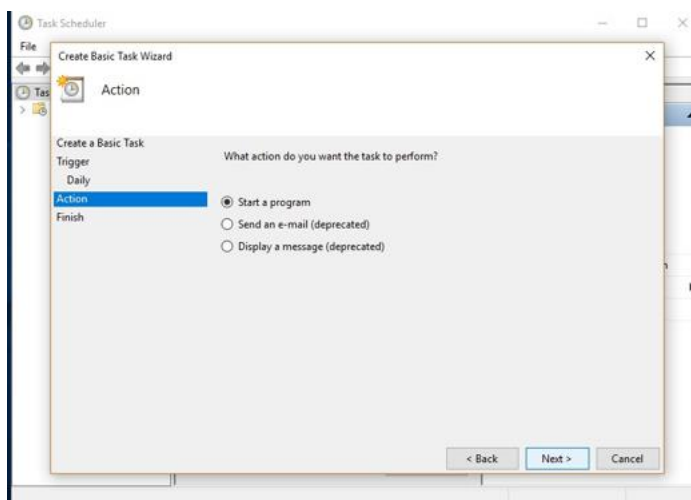 Task Scheduler
File
Create Basic Task Wizard
Action
Create a Basic Task
Trigger
Daily
Action
Finish
What action do you want the task to perform?
Start a program
Send an e-mail (deprecated)
Display a message (deprecated)
< Back
Next >
Cancel